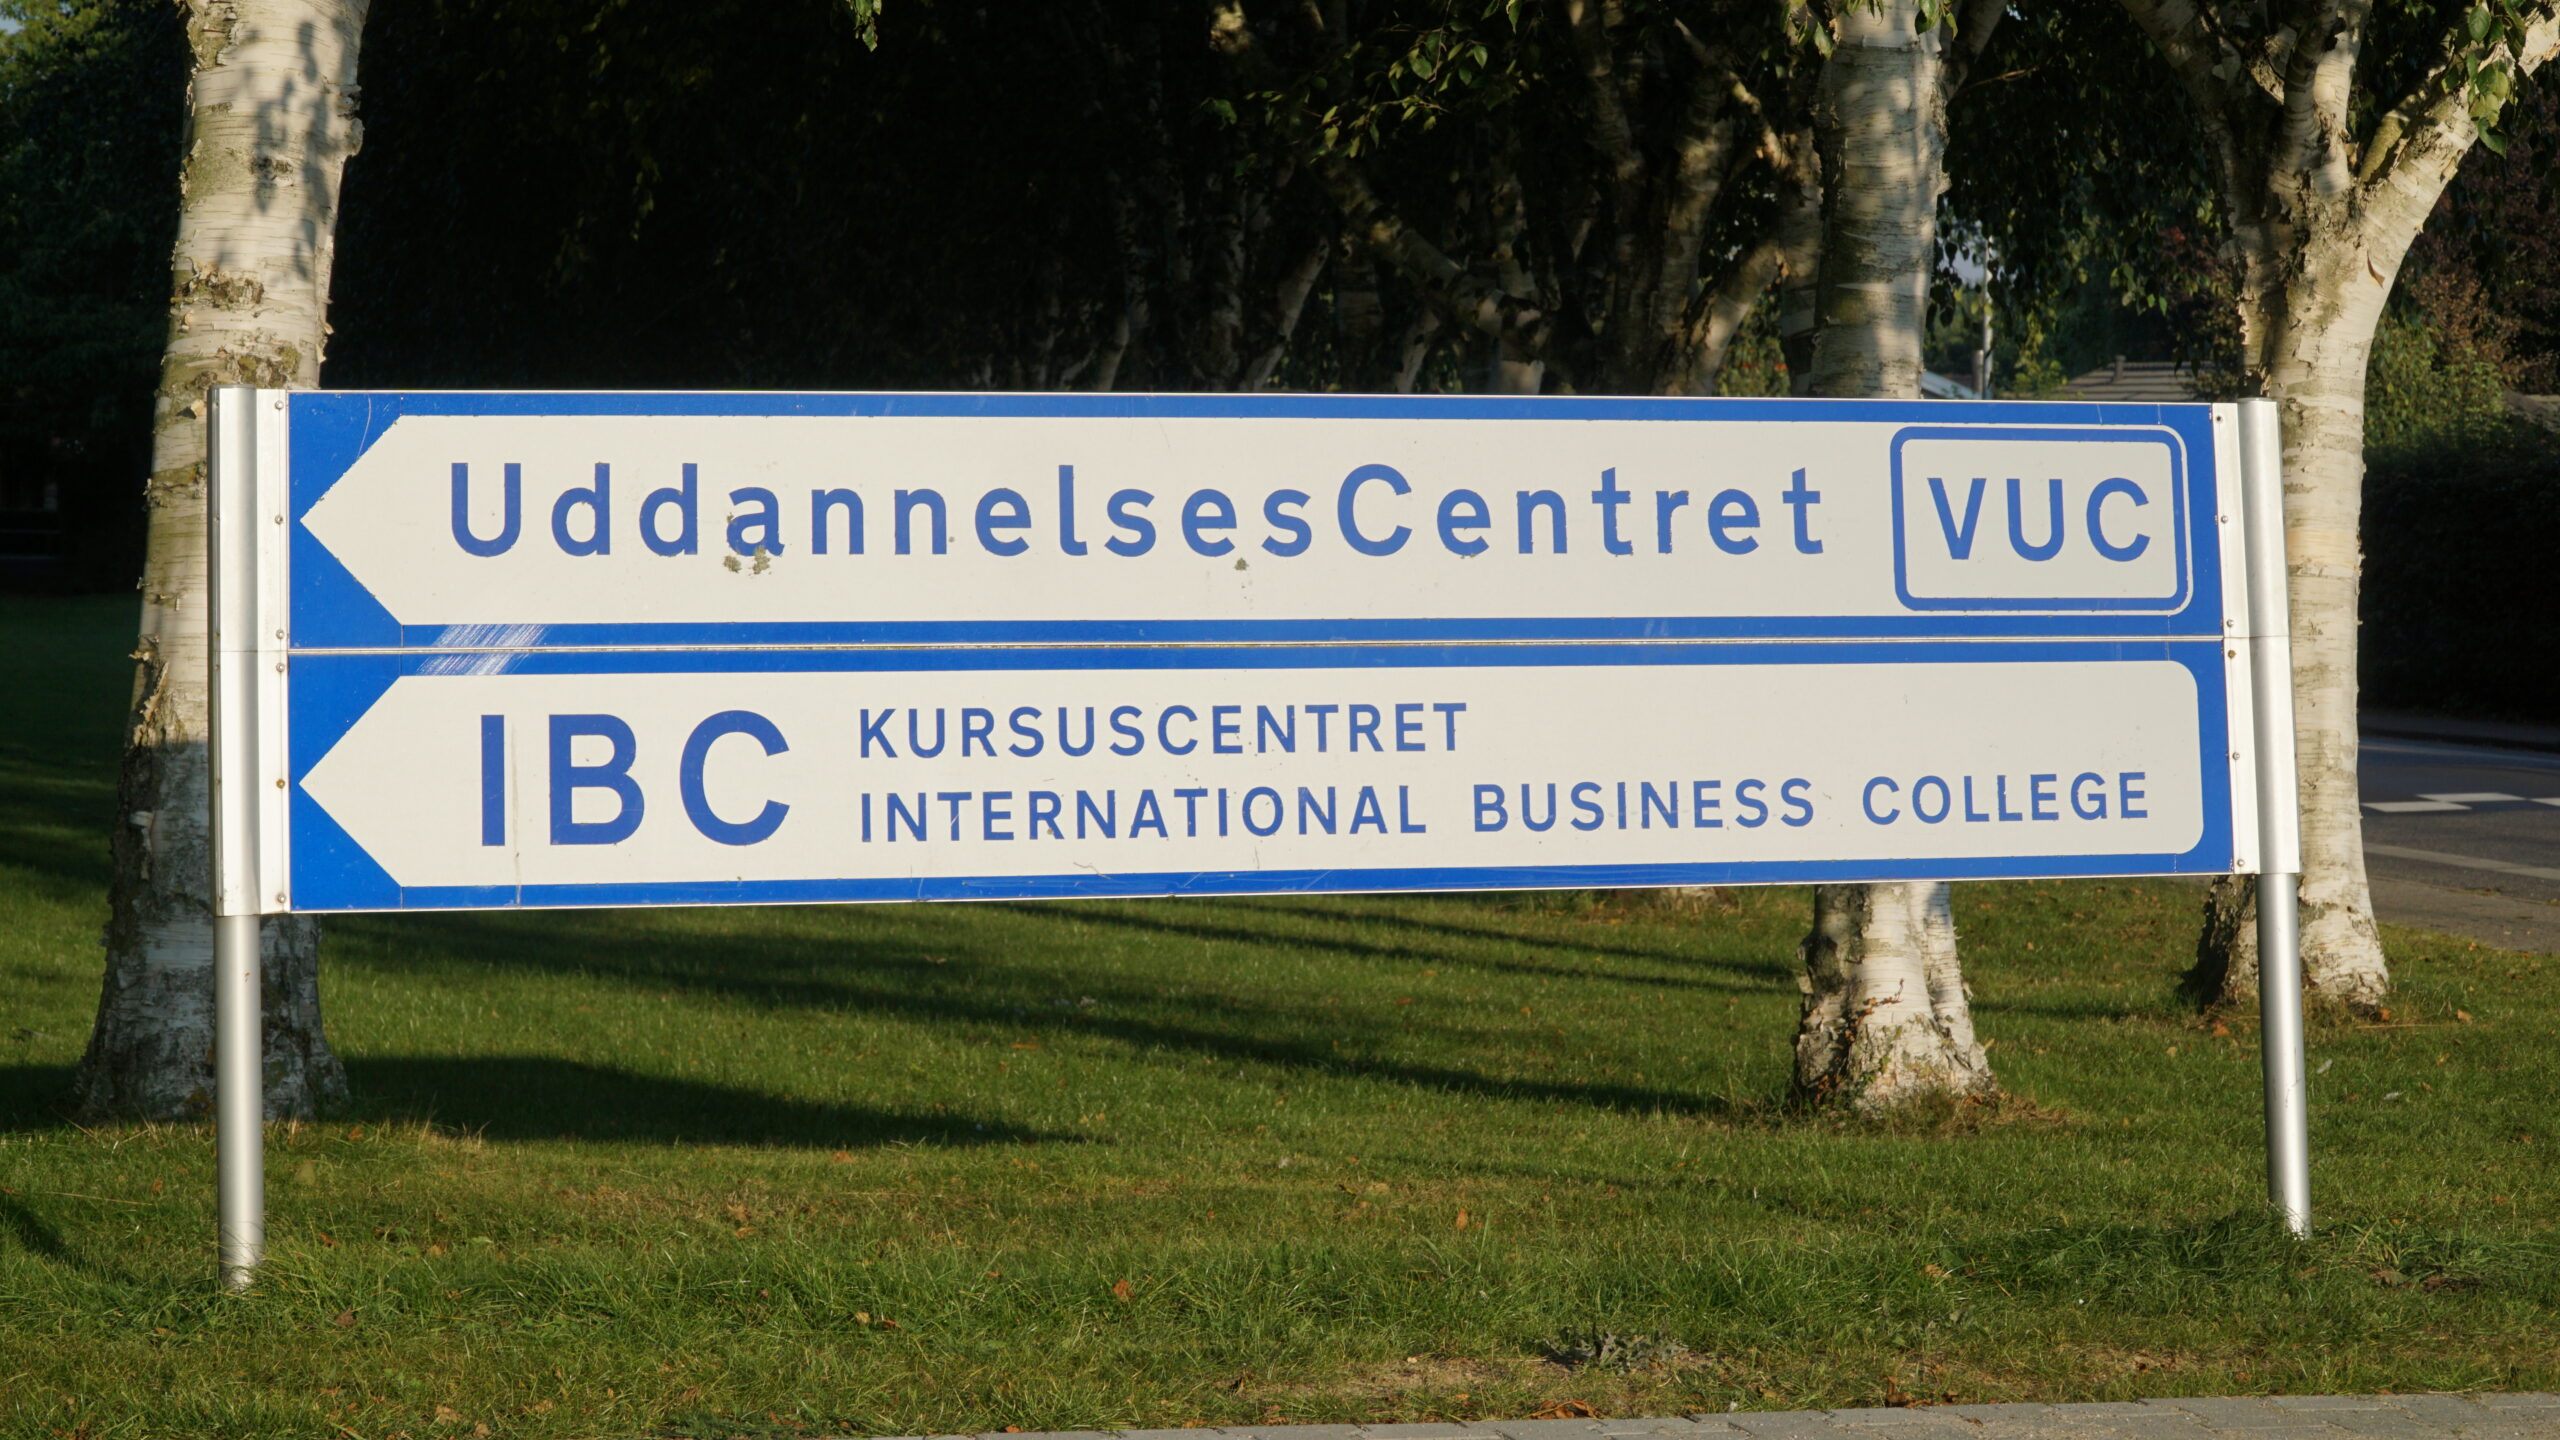 UddannelsesCentret VUC
IBC KURSUSCENTRET
INTERNATIONAL BUSINESS COLLEGE